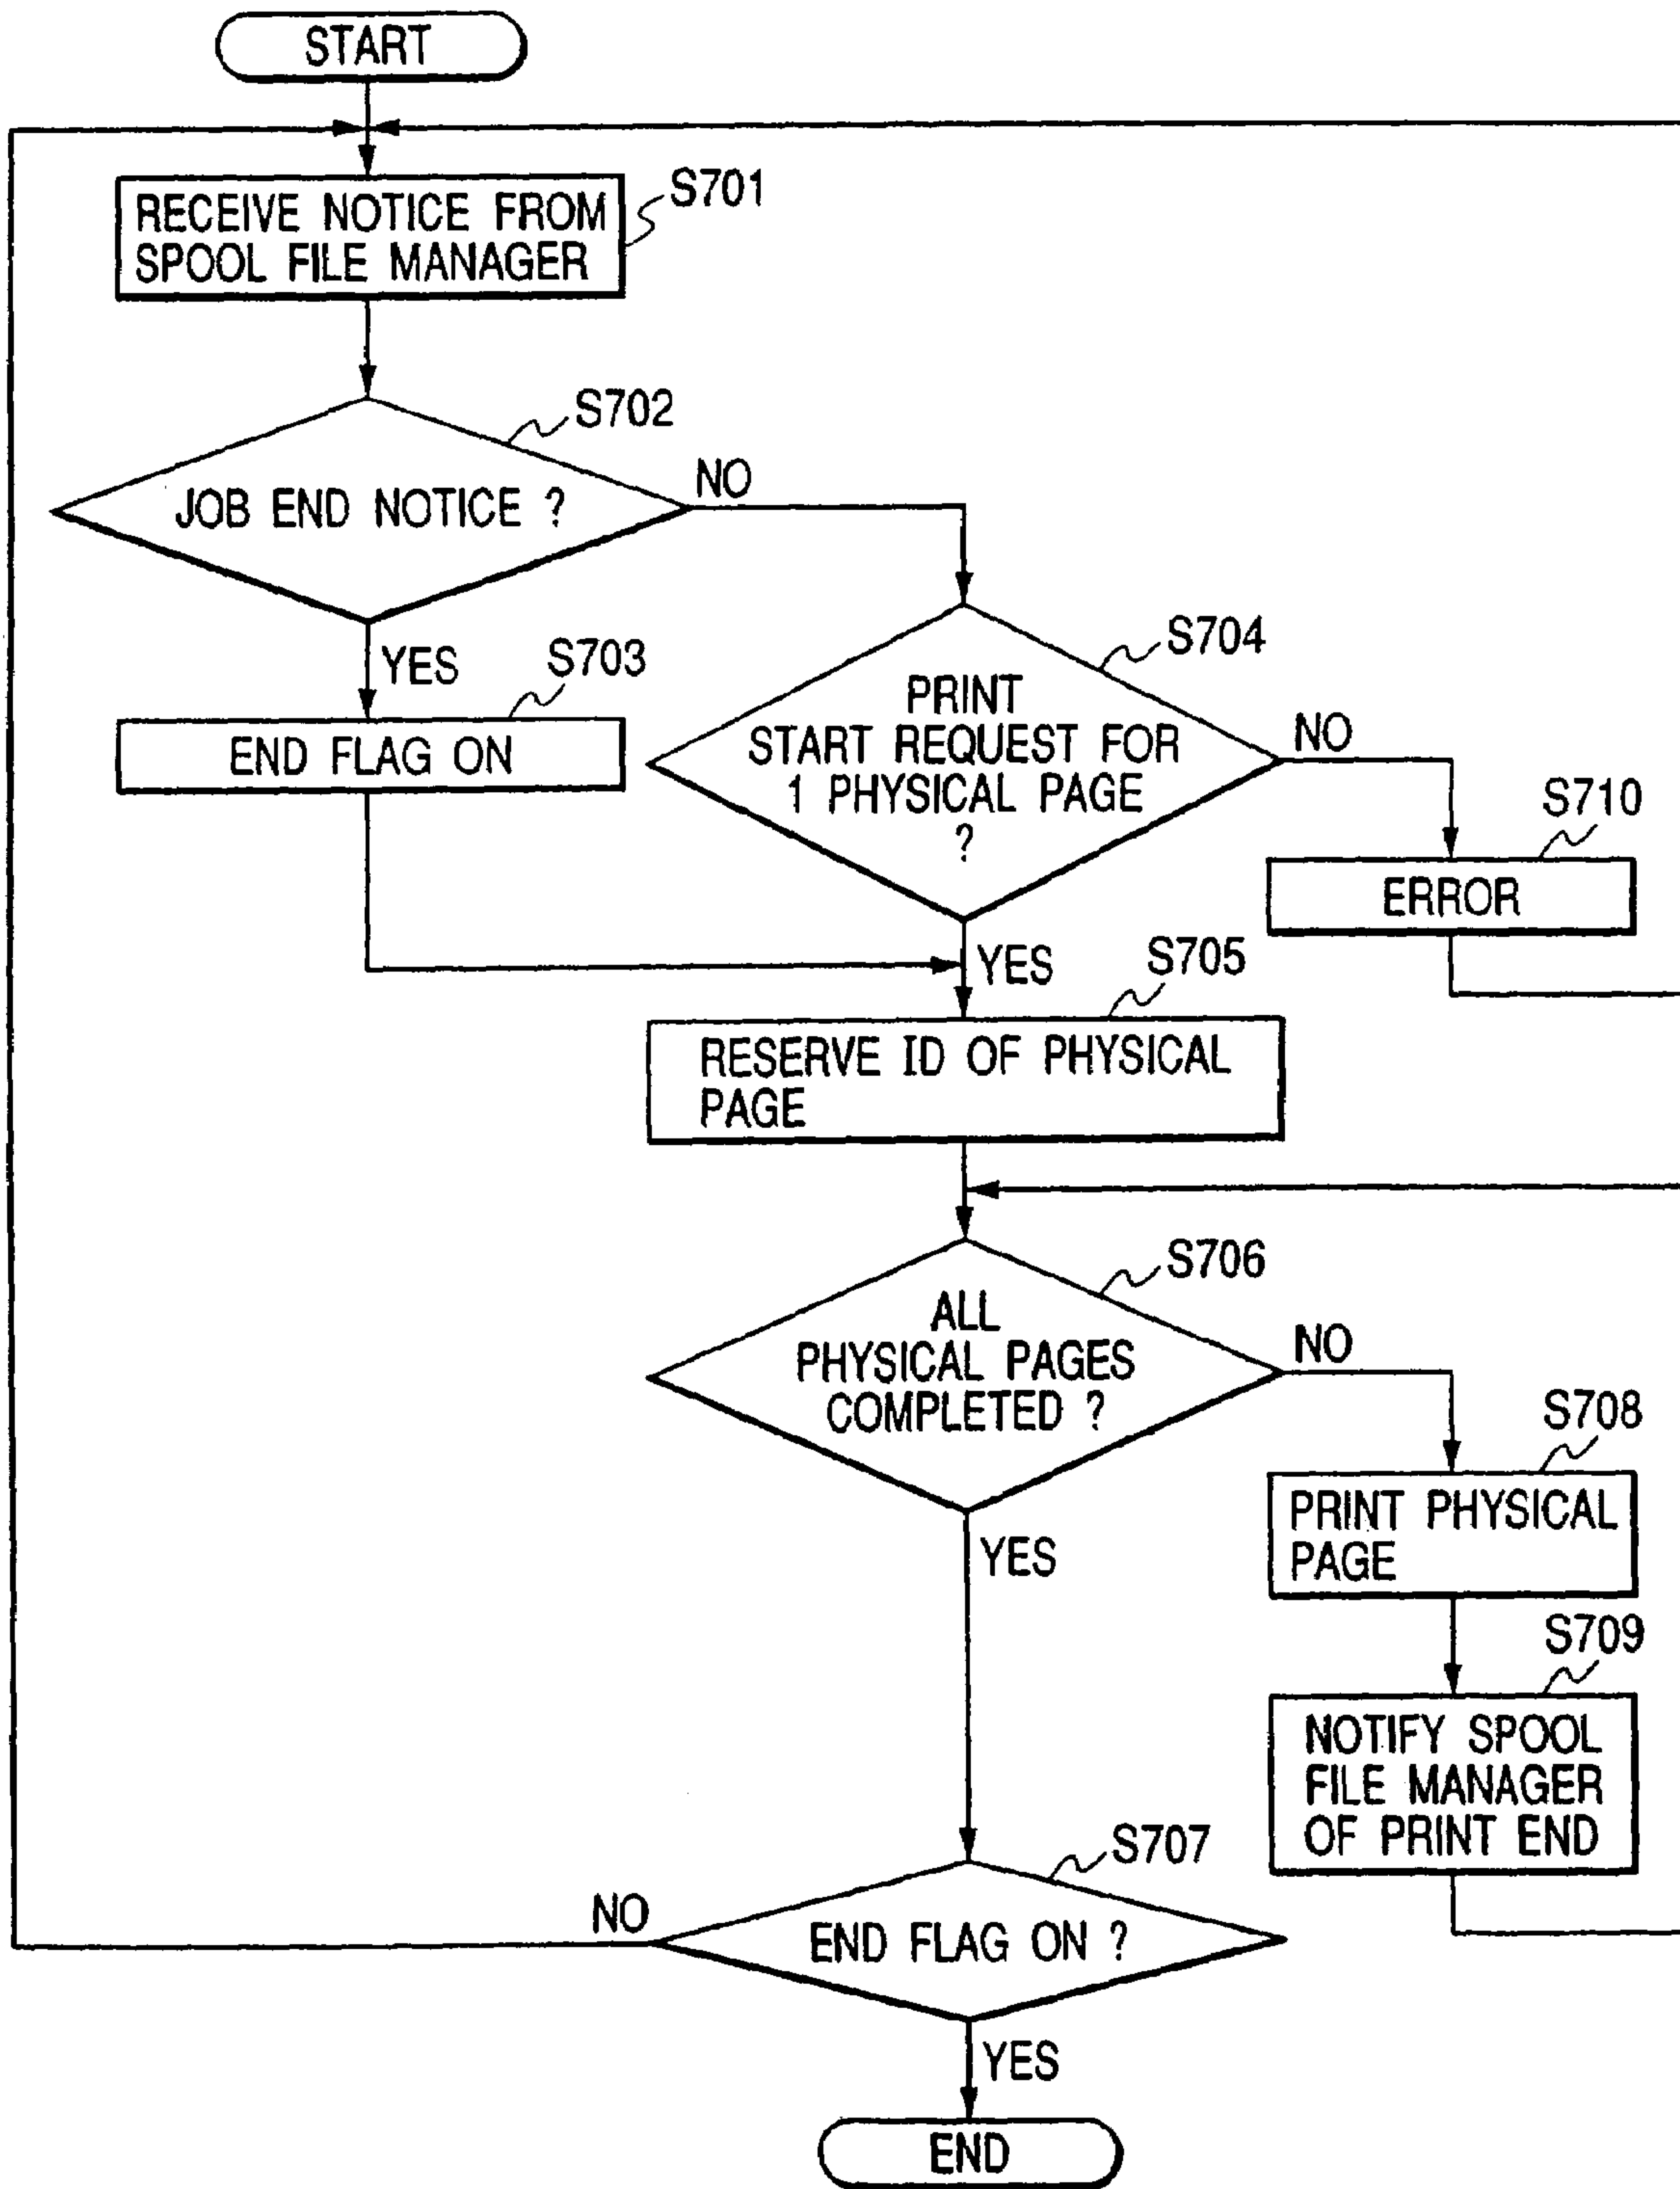 START
S701
RECEIVE NOTICE FROM
SPOOL FILE MANAGER
S702
JOB END NOTICE ?
NO
YES
S703
END FLAG ON
S704
PRINT
START REQUEST FOR
1 PHYSICAL PAGE
?
NO
S710
ERROR
YES
S705
RESERVE ID OF PHYSICAL
PAGE
S706
ALL
PHYSICAL PAGES
COMPLETED ?
NO
S708
PRINT PHYSICAL
PAGE
YES
S709
NOTIFY SPOOL
FILE MANAGER
OF PRINT END
S707
END FLAG ON ?
NO
YES
END